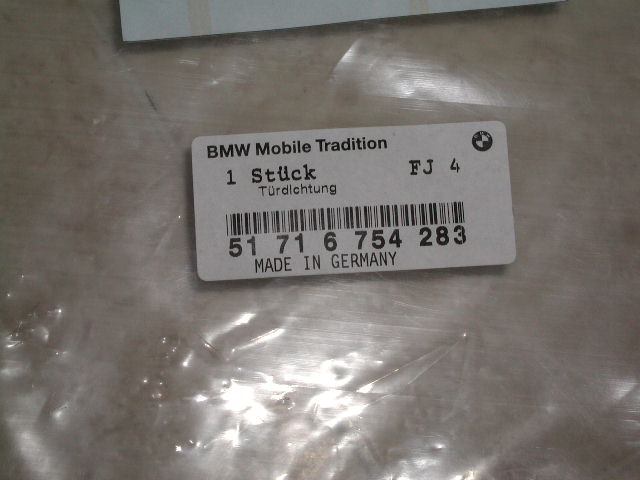 BMW Mobile Tradition
1 Stück FJ 4
Türdichtung
51 71 6 754 283
MADE IN GERMANY